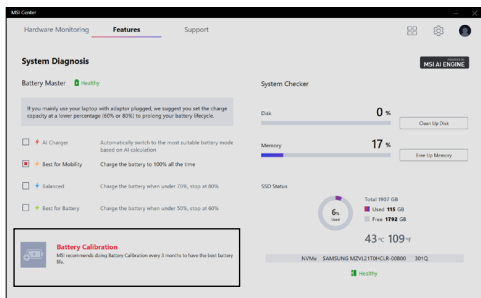 MSI Center
Hardware Monitoring
Features
Support
System Diagnosis
MSI AI ENGINE
Battery Master
Healthy
If you mainly use your laptop with adaptor plugged, we suggest you set the charge
capacity at a lower percentage (60% or 80%) to prolong your battery lifecycle.
AI Charger
Automatically switch to the most suitable battery mode
based on AI calculation
Best for Mobility
Charge the battery to 100% all the time
Balanced
Charge the battery when under 70%, stop at 80%
Best for Battery
Charge the battery when under 50%, stop at 60%
Battery Calibration
MSI recommends doing Battery Calibration every 3 months to have the best battery
life.
System Checker
Disk
0 %
Clean Up Disk
Memory
17 %
Free Up Memory
SSD Status
6%
Used
Total 1907 GB
Used 115 GB
Free 1792 GB
43 °C 109 °F
NVMe SAMSUNG MZVL21T0HCLR-00B00 301Q
Healthy